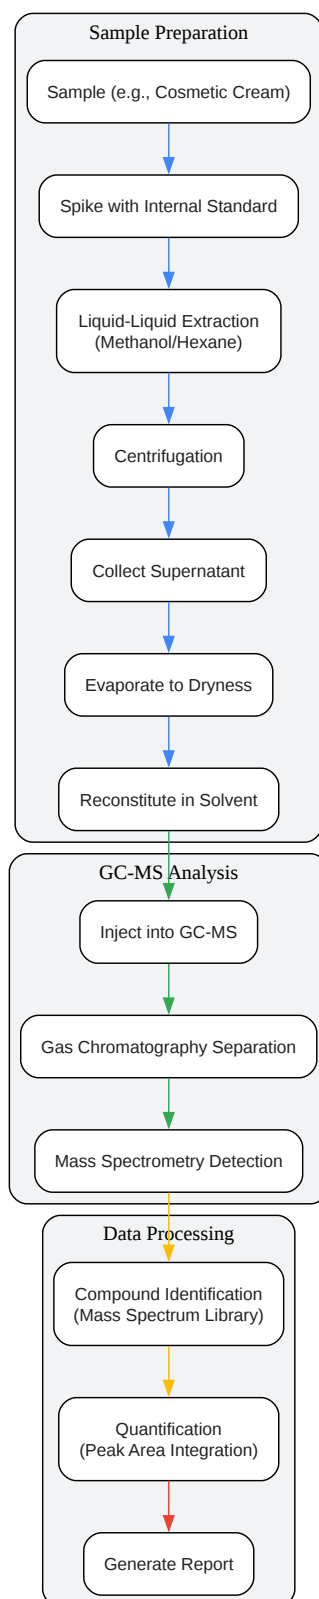 Sample Preparation
Sample (e.g., Cosmetic Cream)
Spike with Internal Standard
Liquid-Liquid Extraction
(Methanol/Hexane)
Centrifugation
Collect Supernatant
Evaporate to Dryness
Reconstitute in Solvent
GC-MS Analysis
Inject into GC-MS
Gas Chromatography Separation
Mass Spectrometry Detection
Data Processing
Compound Identification
(Mass Spectrum Library)
Quantification
(Peak Area Integration)
Generate Report